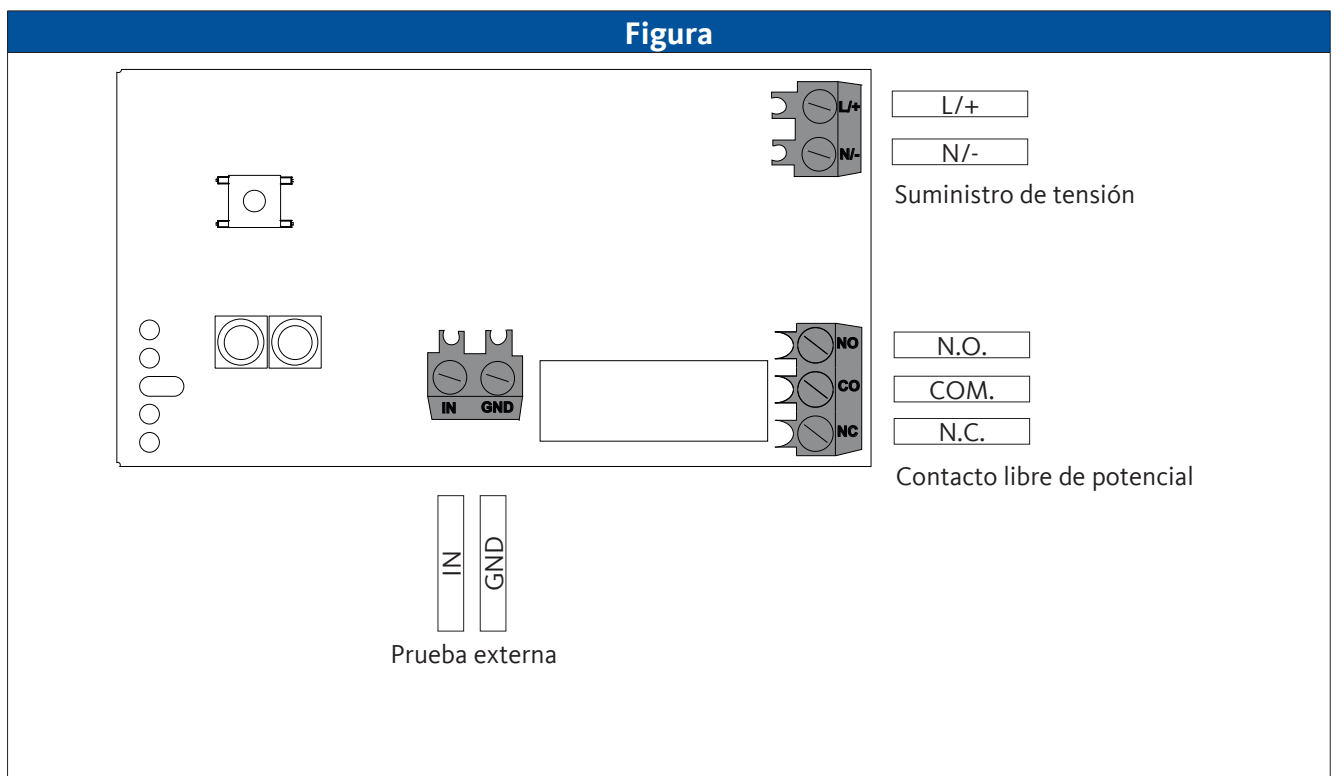 Figura
L/+
L/+
N/-
N/-
Suministro de tensión
NO
N.O.
CO
COM.
NC
N.C.
IN GND
Contacto libre de potencial
IN
GND
Prueba externa